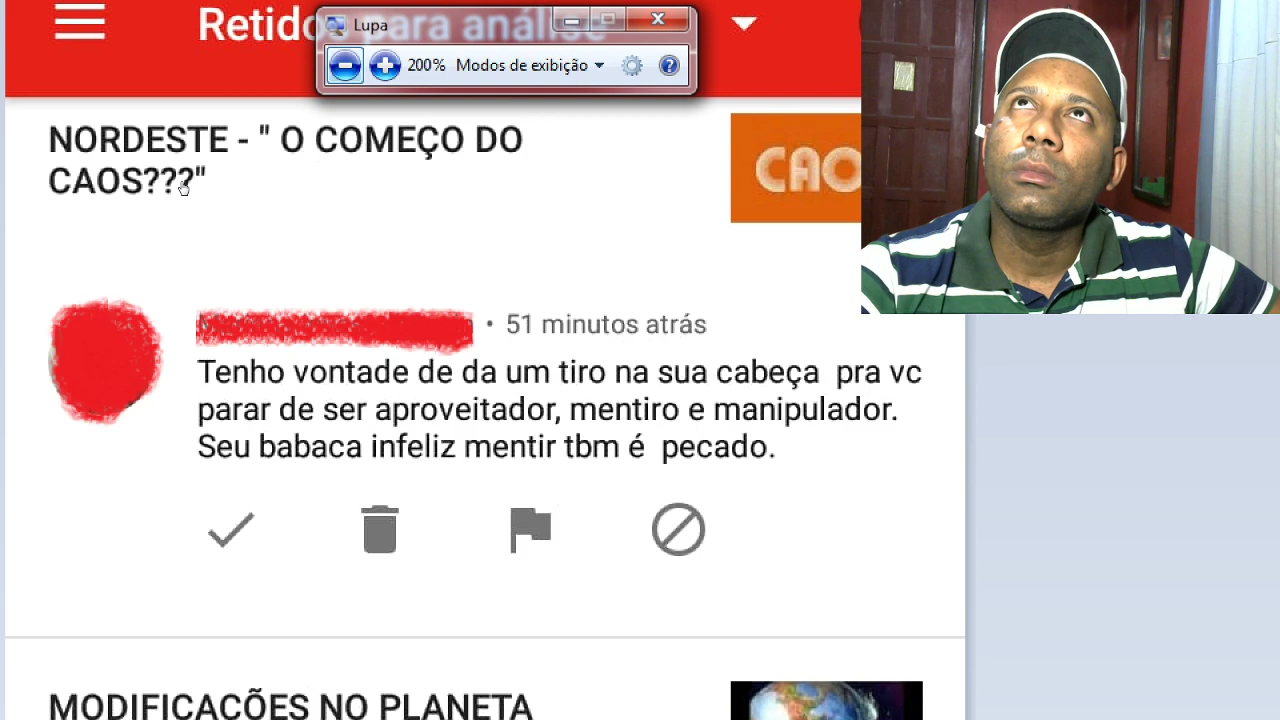 Retido para análise
Lupa
200% Modos de exibição
NORDESTE - " O COMEÇO DO
CAOS???"
CAO
• 51 minutos atrás
Tenho vontade de da um tiro na sua cabeça pra vc
parar de ser aproveitador, mentiro e manipulador.
Seu babaca infeliz mentir tbm é pecado.
MODIFICAÇÕES NO PLANETA